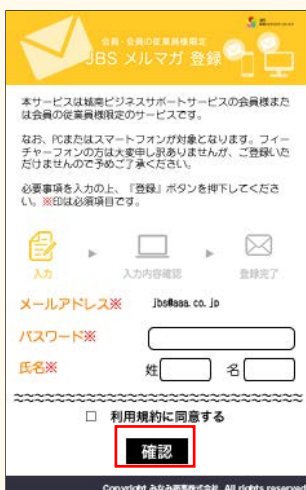 会員・会員の従業員様限定
JBS メルマガ 登録
本サービスは城南ビジネスサポートサービスの会員様また
は会員の従業員様限定のサービスです。
なお、PCまたはスマートフォンが対象となります。フィー
チャーフォンの方は大変申し訳ありませんが、ご登録いた
だけませんので予めご了承ください。
必要事項を入力の上、『登録』ボタンを押下してくださ
い。※印は必須項目です。
入力 ▶ 入力内容確認 ▶ 登録完了
メールアドレス※ jbs@aaa.co.jp
パスワード※
氏名※ 姓 名
~~~~~~~~~~~~~~~~~~~~~~~~~~~~
□ 利用規約に同意する
確認
Copyright みなみ商事株式会社 All rights reserved